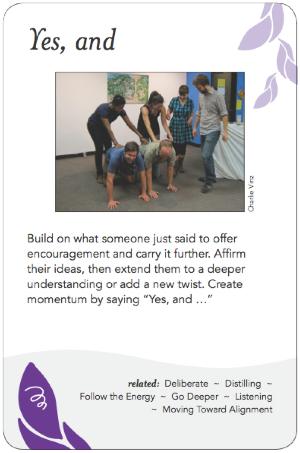 Yes, and
Charlie Vinz
Build on what someone just said to offer
encouragement and carry it further. Affirm
their ideas, then extend them to a deeper
understanding or add a new twist. Create
momentum by saying “Yes, and ...”
related: Deliberate ~ Distilling ~
Follow the Energy ~ Go Deeper ~ Listening
~ Moving Toward Alignment